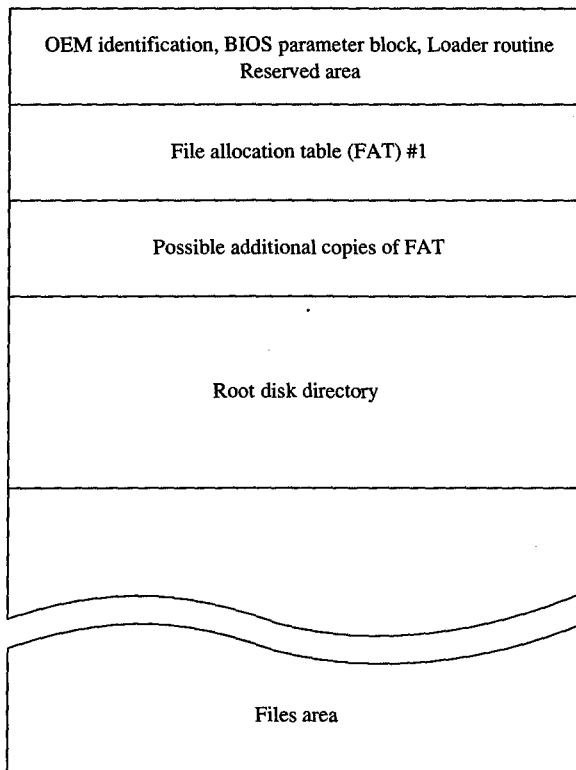 OEM identification, BIOS parameter block, Loader routine
Reserved area
File allocation table (FAT) #1
Possible additional copies of FAT
Root disk directory
Files area